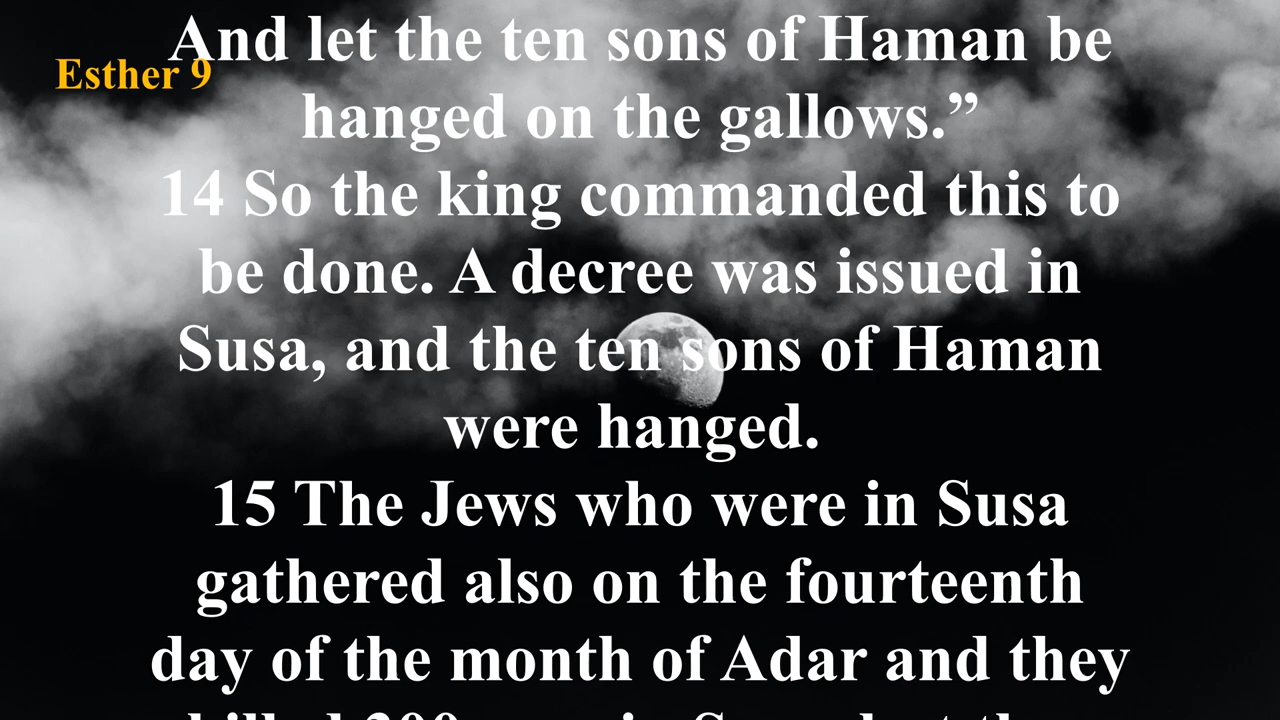 And let the ten sons of Haman be
Esther 9
hanged on the gallows.”
14 So the king commanded this to
be done. A decree was issued in
Susa, and the ten sons of Haman
were hanged.
15 The Jews who were in Susa
gathered also on the fourteenth
day of the month of Adar and they